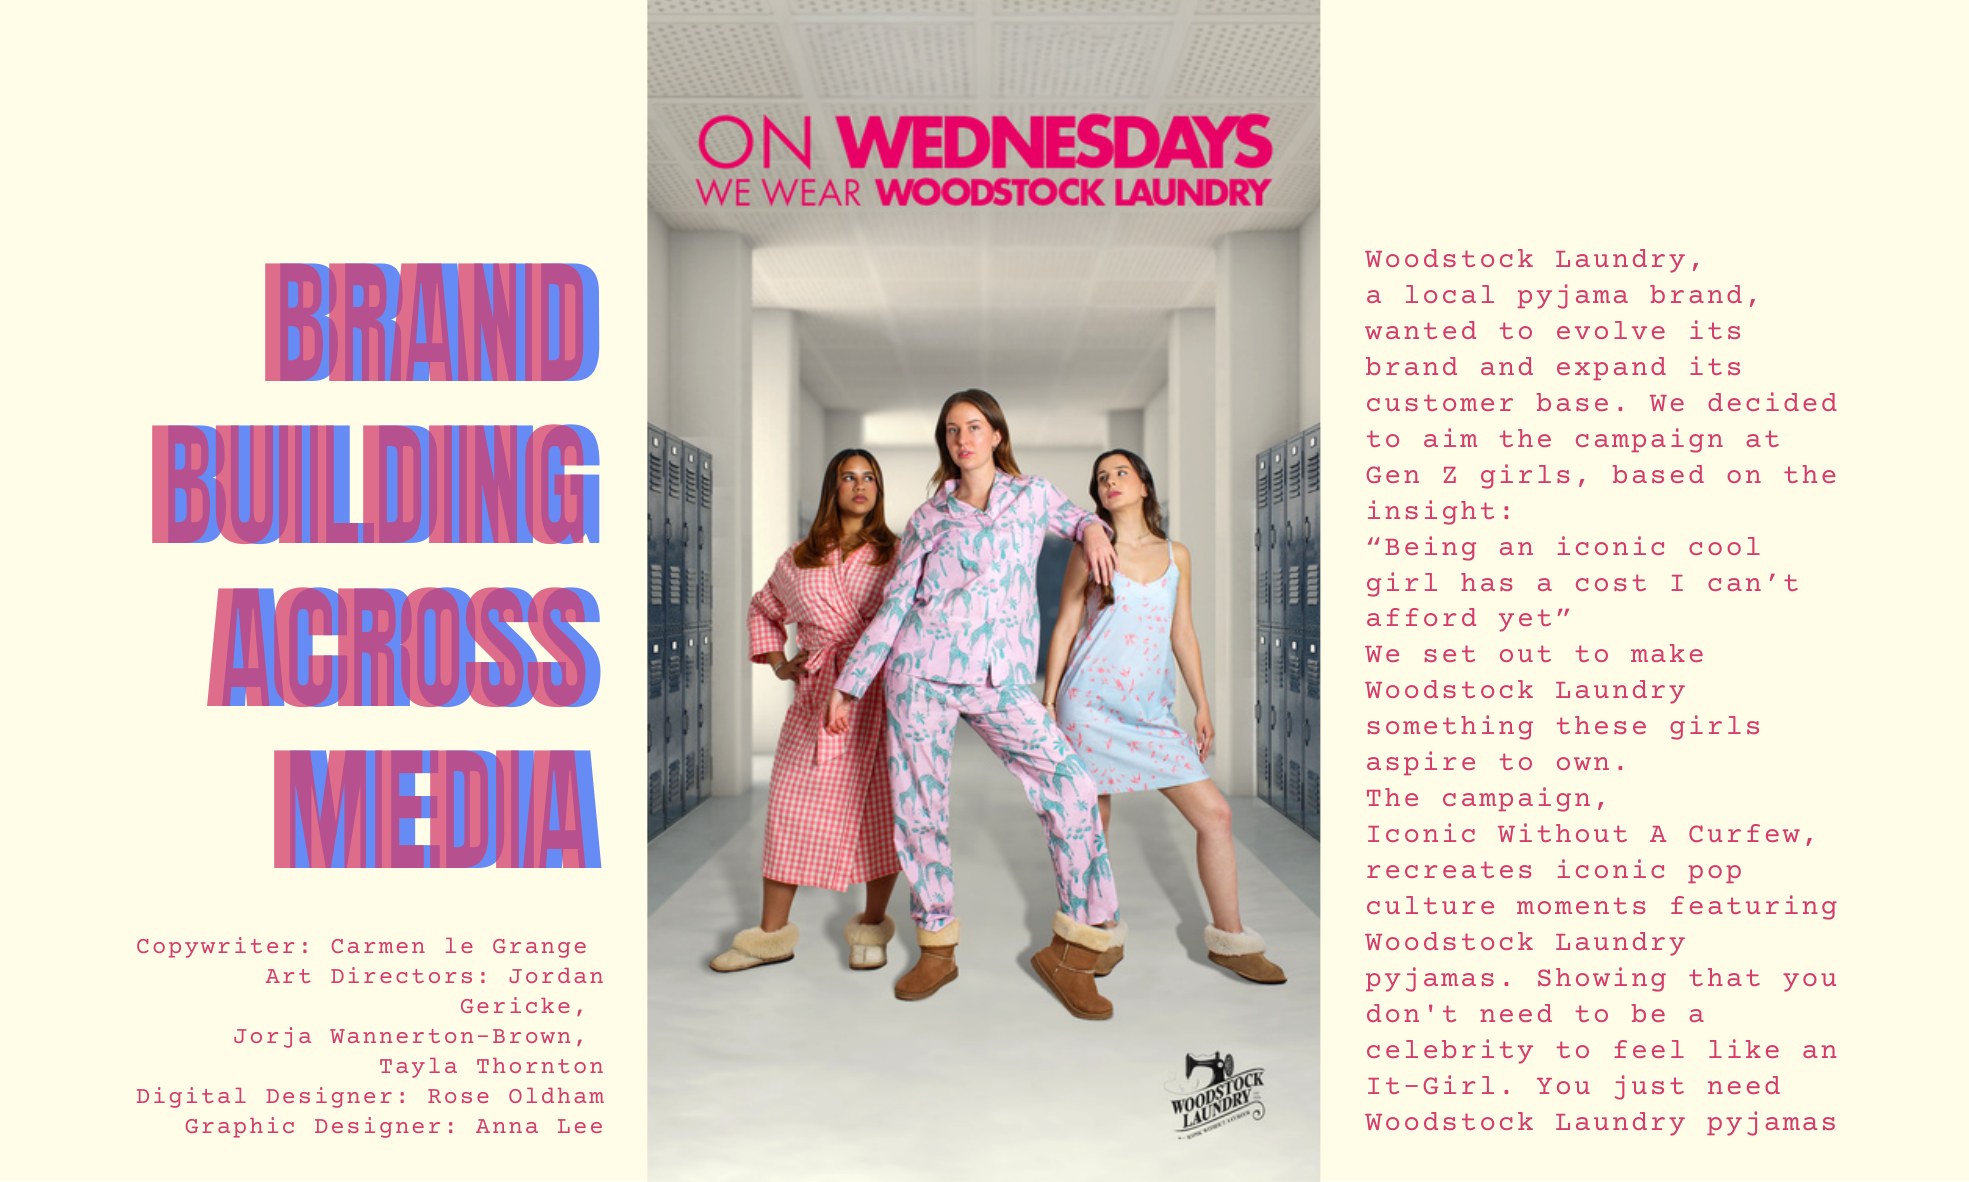 BRAND
BUILDING
ACROSS
MEDIA
Copywriter: Carmen le Grange
Art Directors: Jordan
Gericke,
Jorja Wannerton-Brown,
Tayla Thornton
Digital Designer: Rose Oldham
Graphic Designer: Anna Lee
ON WEDNESDAYS
WE WEAR WOODSTOCK LAUNDRY
WOODSTOCK
LAUNDRY
ICONIC WITHOUT A CURFEW
Woodstock Laundry,
a local pyjama brand,
wanted to evolve its
brand and expand its
customer base. We decided
to aim the campaign at
Gen Z girls, based on the
insight:
“Being an iconic cool
girl has a cost I can’t
afford yet”
We set out to make
Woodstock Laundry
something these girls
aspire to own.
The campaign,
Iconic Without A Curfew,
recreates iconic pop
culture moments featuring
Woodstock Laundry
pyjamas. Showing that you
don't need to be a
celebrity to feel like an
It-Girl. You just need
Woodstock Laundry pyjamas